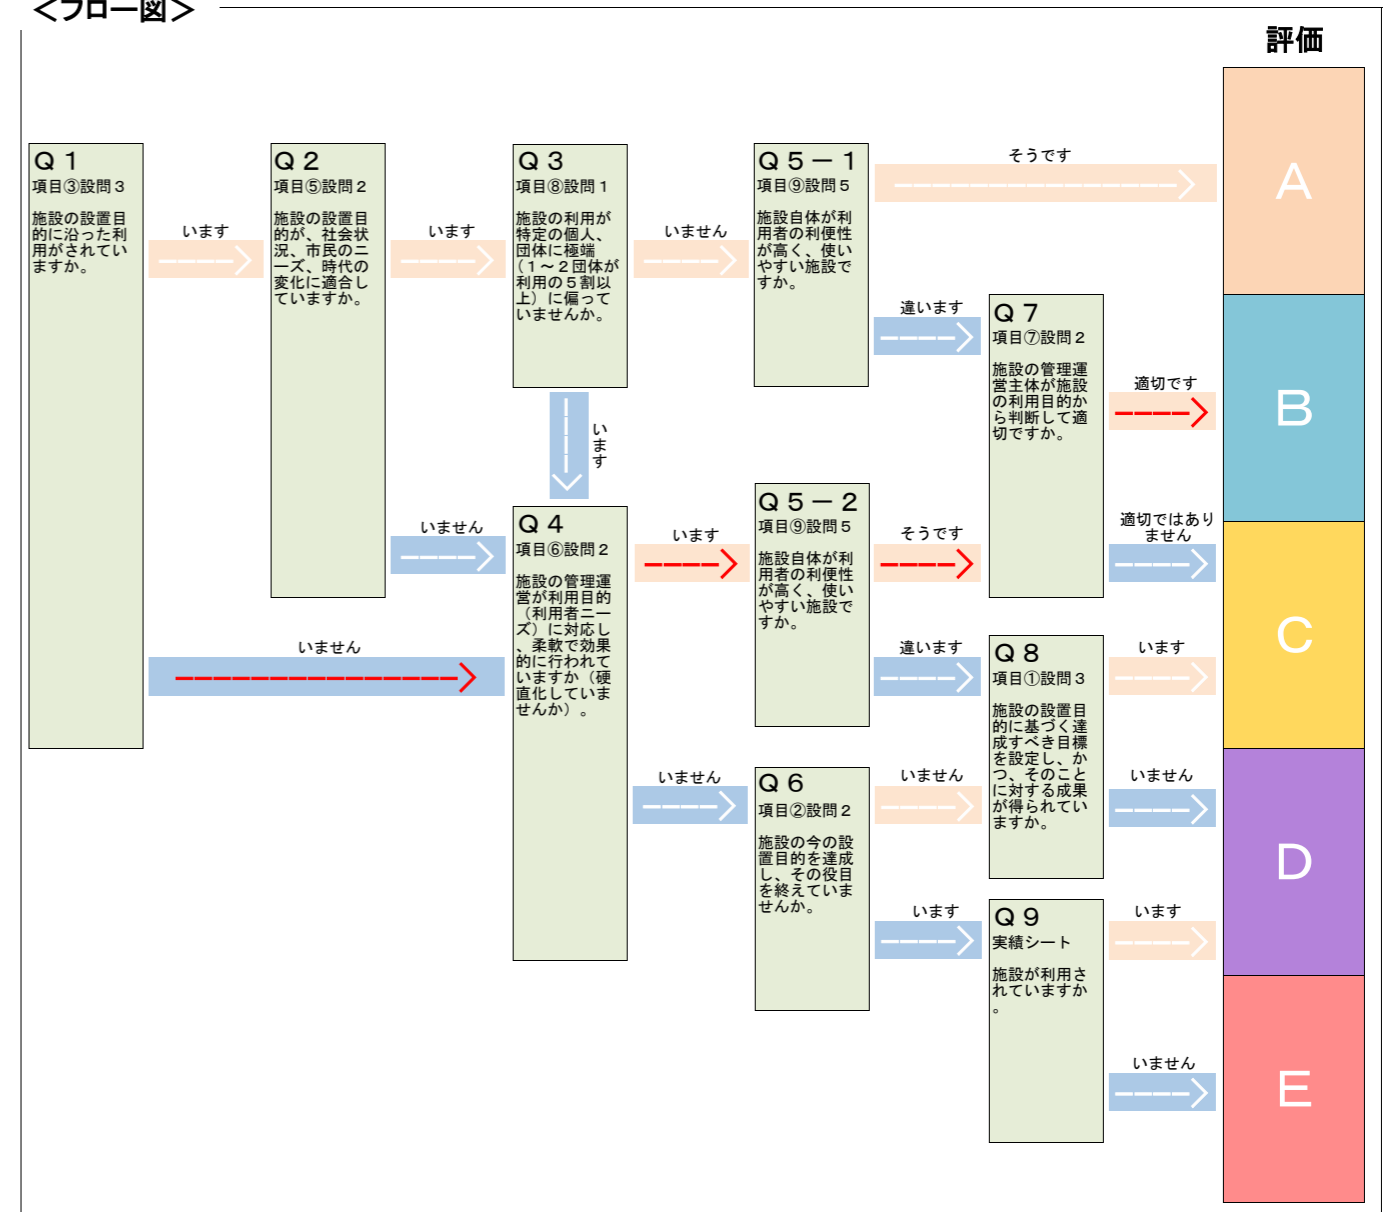 ＜フロー図＞
評価
Ｑ１
項目③設問３
施設の設置目
的に沿った利
用がされてい
ますか。
います
いません
Ｑ２
項目⑤設問２
施設の設置目
的が、社会状
況、市民のニ
ーズ、時代の
変化に適合し
ていますか。
います
いません
Ｑ３
項目⑧設問１
施設の利用が
特定の個人、
団体に極端
（１～２団体が
利用の５割以
上）に偏って
いませんか。
いません
います
Ｑ４
項目⑥設問２
施設の管理運
営が利用目的
（利用者ニー
ズ）に対応し
、柔軟で効果
的に行われて
いますか（硬
直化していま
せんか）。
います
いません
Ｑ５－１
項目⑨設問５
施設自体が利
用者の利便性
が高く、使い
やすい施設で
すか。
そうです
違います
Ｑ５－２
項目⑨設問５
施設自体が利
用者の利便性
が高く、使い
やすい施設で
すか。
そうです
違います
Ｑ６
項目②設問２
施設の今の設
置目的を達成
し、その役目
を終えていま
せんか。
いません
います
Ｑ７
項目⑦設問２
施設の管理運
営主体が施設
の利用目的か
ら判断して適
切ですか。
適切です
適切ではあり
ません
Ｑ８
項目①設問３
施設の設置目
的に基づく達
成すべき目標
を設定し、か
つ、そのこと
に対する成果
が得られてい
ますか。
います
いません
Ｑ９
実績シート
施設が利用さ
れていますか
。
います
いません
Ａ
Ｂ
Ｃ
Ｄ
Ｅ